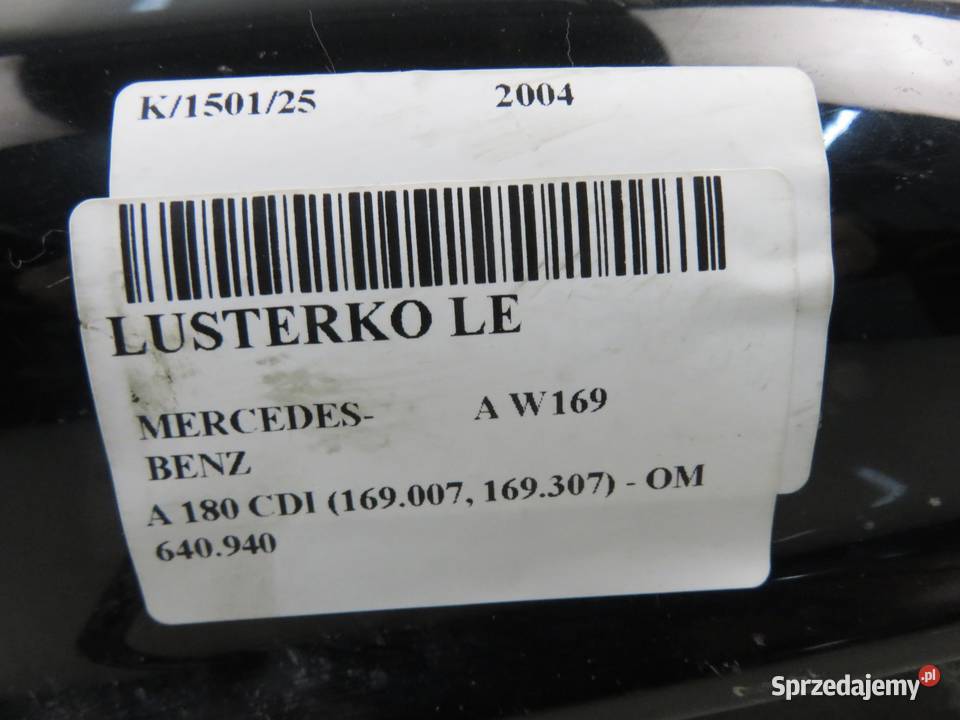 K/1501/25 2004
LUSTERKO LE
MERCEDES- A W169
BENZ
A 180 CDI (169.007, 169.307) - OM
640.940
Sprzedajemy.pl